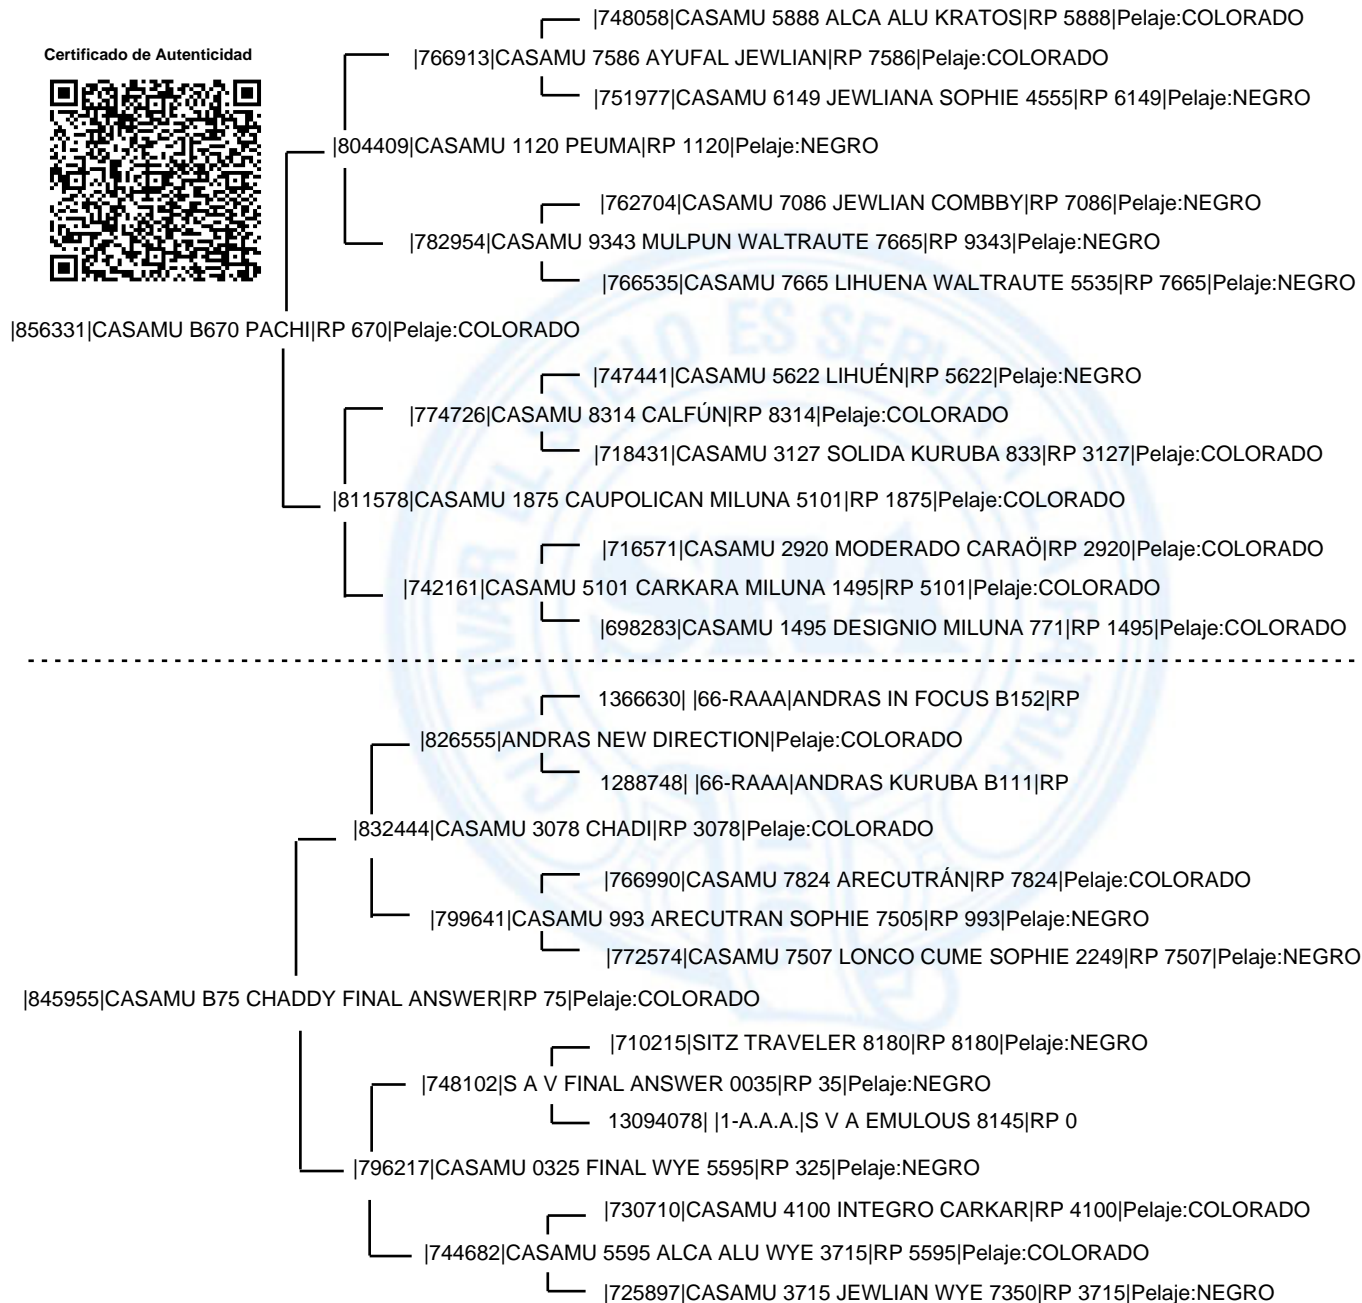 |748058|CASAMU 5888 ALCA ALU KRATOS|RP 5888|Pelaje:COLORADO
Certificado de Autenticidad
|766913|CASAMU 7586 AYUFAL JEWLIAN|RP 7586|Pelaje:COLORADO
|751977|CASAMU 6149 JEWLIANA SOPHIE 4555|RP 6149|Pelaje:NEGRO
|804409|CASAMU 1120 PEUMA|RP 1120|Pelaje:NEGRO
|762704|CASAMU 7086 JEWLIAN COMBBY|RP 7086|Pelaje:NEGRO
|782954|CASAMU 9343 MULPUN WALTRAUTE 7665|RP 9343|Pelaje:NEGRO
|766535|CASAMU 7665 LIHUENA WALTRAUTE 5535|RP 7665|Pelaje:NEGRO
|856331|CASAMU B670 PACHI|RP 670|Pelaje:COLORADO
|747441|CASAMU 5622 LIHUÉN|RP 5622|Pelaje:NEGRO
|774726|CASAMU 8314 CALFÚN|RP 8314|Pelaje:COLORADO
|718431|CASAMU 3127 SOLIDA KURUBA 833|RP 3127|Pelaje:COLORADO
|811578|CASAMU 1875 CAUPOLICAN MILUNA 5101|RP 1875|Pelaje:COLORADO
|716571|CASAMU 2920 MODERADO CARAÖ|RP 2920|Pelaje:COLORADO
|742161|CASAMU 5101 CARKARA MILUNA 1495|RP 5101|Pelaje:COLORADO
|698283|CASAMU 1495 DESIGNIO MILUNA 771|RP 1495|Pelaje:COLORADO
1366630| |66-RAAA|ANDRAS IN FOCUS B152|RP
|826555|ANDRAS NEW DIRECTION|Pelaje:COLORADO
1288748| |66-RAAA|ANDRAS KURUBA B111|RP
|832444|CASAMU 3078 CHADI|RP 3078|Pelaje:COLORADO
|766990|CASAMU 7824 ARECUTRÁN|RP 7824|Pelaje:COLORADO
|799641|CASAMU 993 ARECUTRAN SOPHIE 7505|RP 993|Pelaje:NEGRO
|772574|CASAMU 7507 LONCO CUME SOPHIE 2249|RP 7507|Pelaje:NEGRO
|845955|CASAMU B75 CHADDY FINAL ANSWER|RP 75|Pelaje:COLORADO
|710215|SITZ TRAVELER 8180|RP 8180|Pelaje:NEGRO
|748102|S A V FINAL ANSWER 0035|RP 35|Pelaje:NEGRO
13094078| |1-A.A.A.|S V A EMULOUS 8145|RP 0
|796217|CASAMU 0325 FINAL WYE 5595|RP 325|Pelaje:NEGRO
|730710|CASAMU 4100 INTEGRO CARKAR|RP 4100|Pelaje:COLORADO
|744682|CASAMU 5595 ALCA ALU WYE 3715|RP 5595|Pelaje:COLORADO
|725897|CASAMU 3715 JEWLIAN WYE 7350|RP 3715|Pelaje:NEGRO
CULTIVAR EL SUELO ES SERVIR A LA PATRIA
SRA
1866